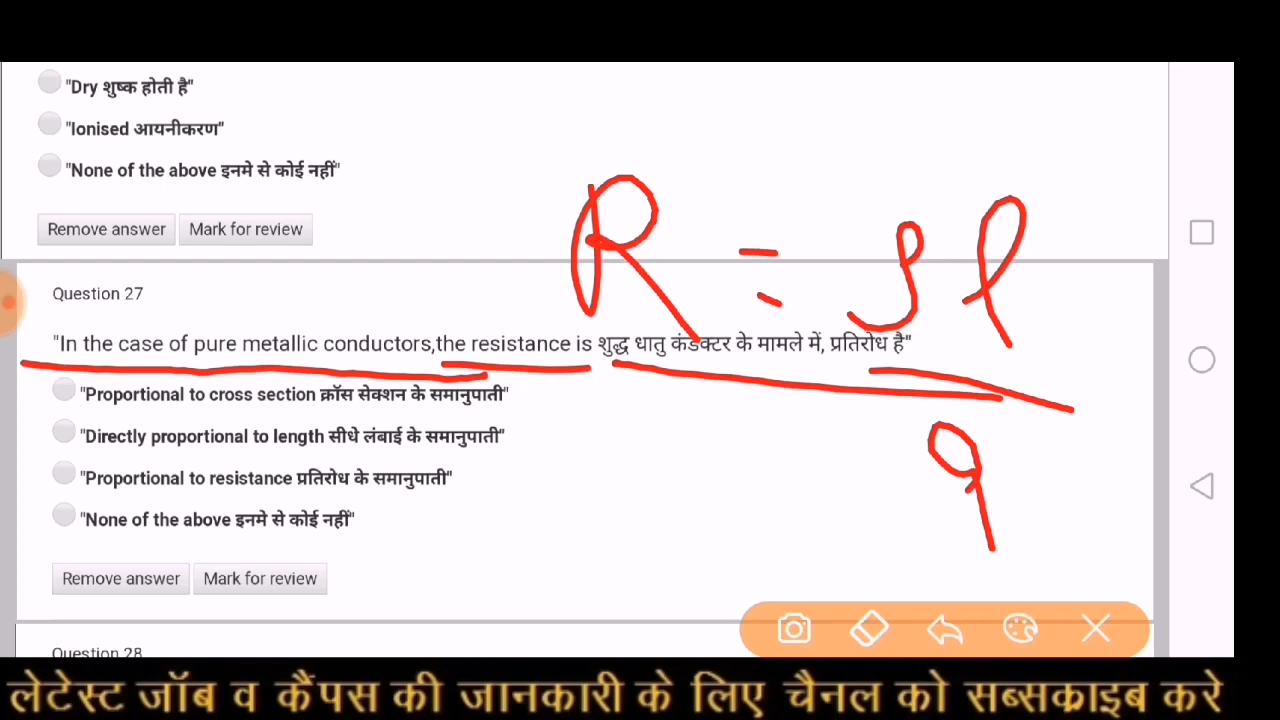 "Dry शुष्क होती है"
"Ionised आयनीकरण"
"None of the above इनमे से कोई नहीं"
Remove answer Mark for review
R = ρl
a
Question 27
"In the case of pure metallic conductors,the resistance is शुद्ध धातु कंडक्टर के मामले में, प्रतिरोध है"
"Proportional to cross section क्रॉस सेक्शन के समानुपाती"
"Directly proportional to length सीधे लंबाई के समानुपाती"
"Proportional to resistance प्रतिरोध के समानुपाती"
"None of the above इनमे से कोई नहीं"
Remove answer Mark for review
Question 28
लेटेस्ट जॉब व कैंपस की जानकारी के लिए चैनल को सब्सक्राइब करे